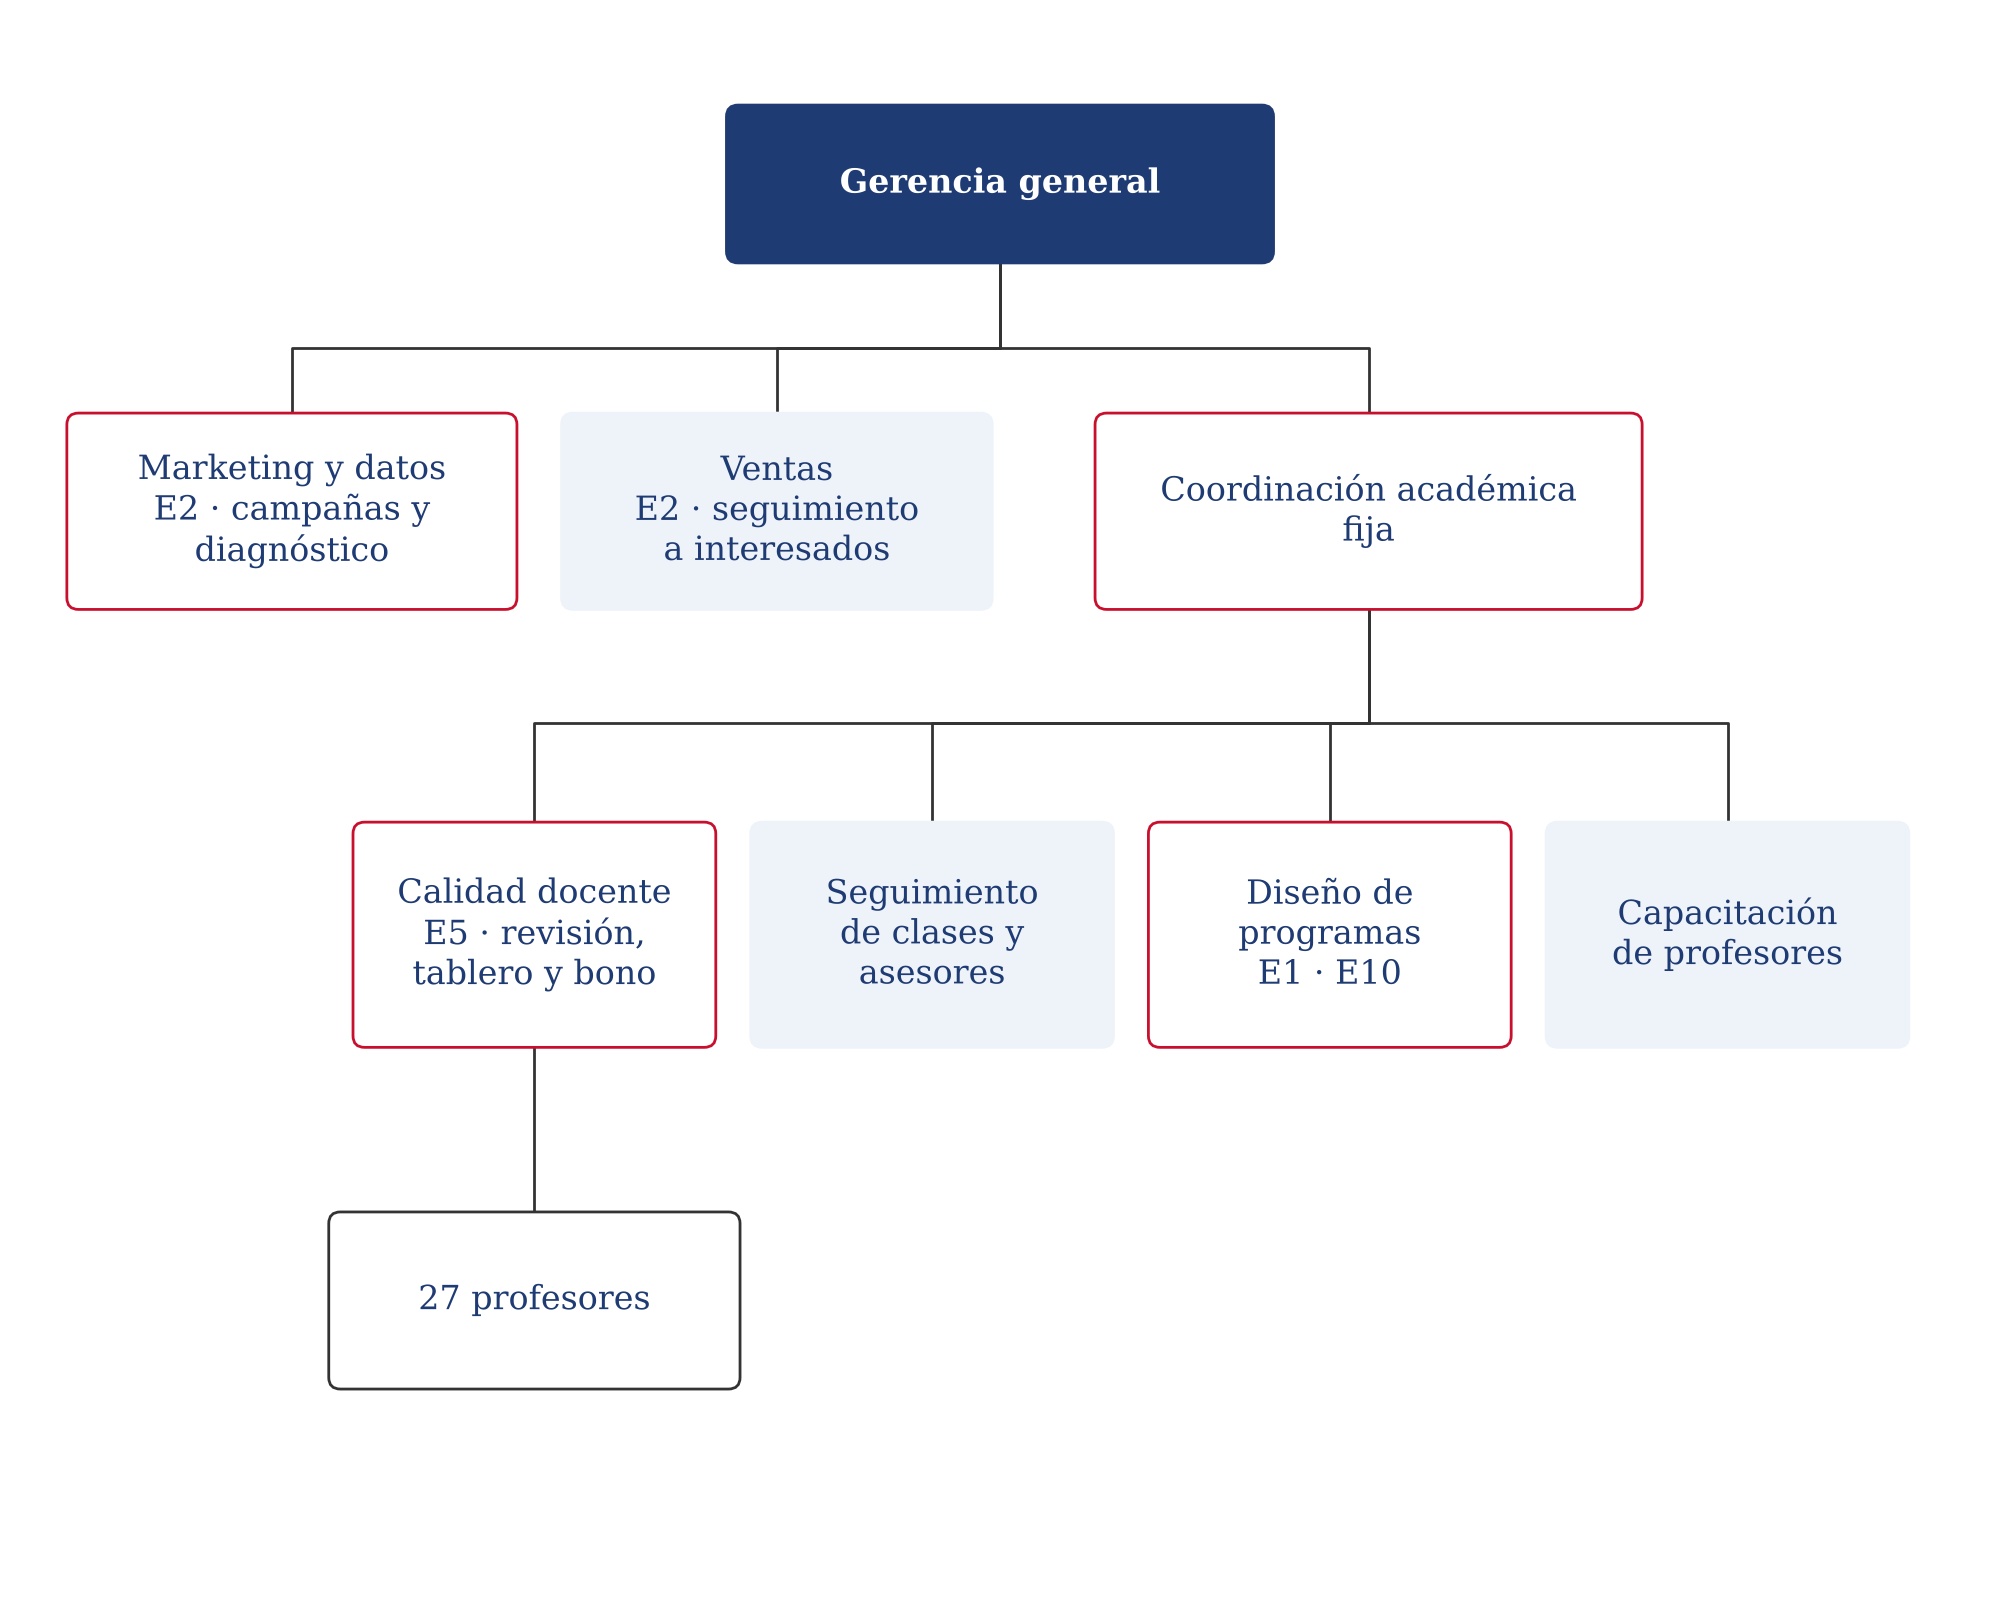 Gerencia general
Marketing y datos
E2 · campañas y
diagnóstico
Ventas
E2 · seguimiento
a interesados
Coordinación académica
fija
Calidad docente
E5 · revisión,
tablero y bono
Seguimiento
de clases y
asesores
Diseño de
programas
E1 · E10
Capacitación
de profesores
27 profesores